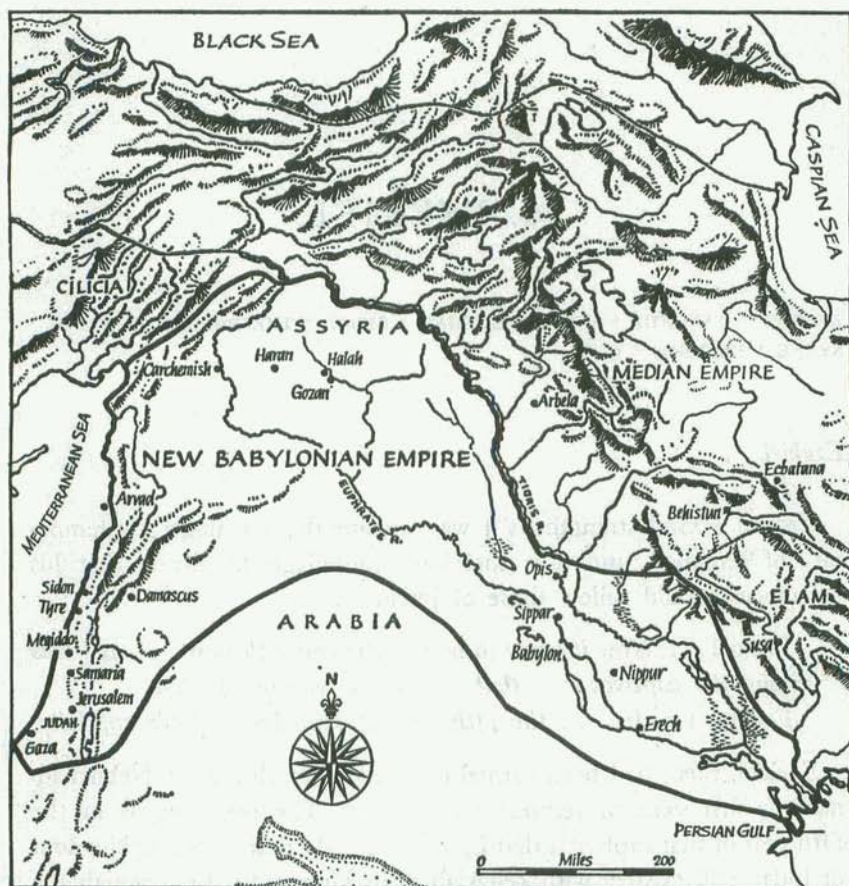 BLACK SEA
CASPIAN SEA
CILICIA
ASSYRIA
Carchemish
Haran
Halah
Gozan
MEDIAN EMPIRE
Arbela
MEDITERRANEAN SEA
NEW BABYLONIAN EMPIRE
Ecbatana
EUPHRATES R.
TIGRIS
Behistun
Arvad
Opis
Sidon
Tyre
Damascus
ELAM
Sippar
ARABIA
Megiddo
Babylon
Susa
Samaria
Nippur
Jerusalem
N
JUDAH
Erech
Gaza
PERSIAN GULF
0 Miles 200